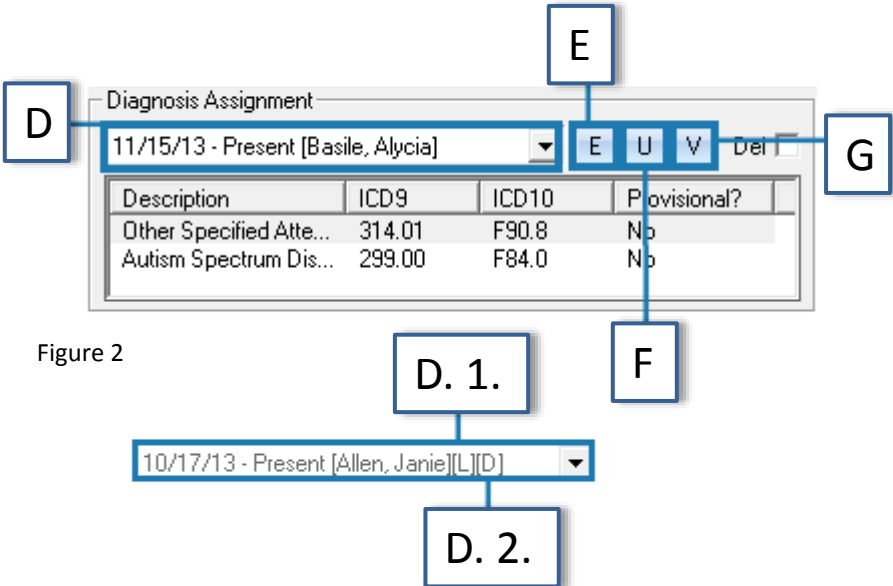 E
Diagnosis Assignment
D
11/15/13 - Present [Basile, Alycia] E U V Del
G
Description ICD9 ICD10 Provisional?
Other Specified Atte... 314.01 F90.8 No
Autism Spectrum Dis... 299.00 F84.0 No
Figure 2
F
D. 1.
10/17/13 - Present [Allen, Janie][L][D]
D. 2.